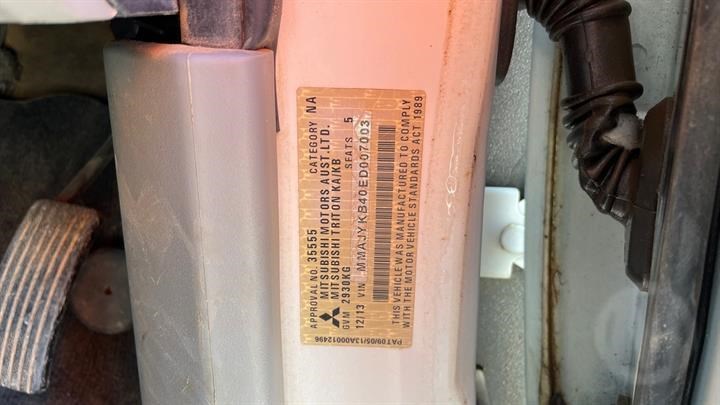 APPROVAL NO. 35555 CATEGORY NA
MITSUBISHI MOTORS AUST. LTD.
MITSUBISHI TRITON KA/KB
GVM 2930KG SEATS 5
12/13 VIN MMAJYKB40ED007003
THIS VEHICLE WAS MANUFACTURED TO COMPLY
WITH THE MOTOR VEHICLE STANDARDS ACT 1989
PAT09/05/13A00012496